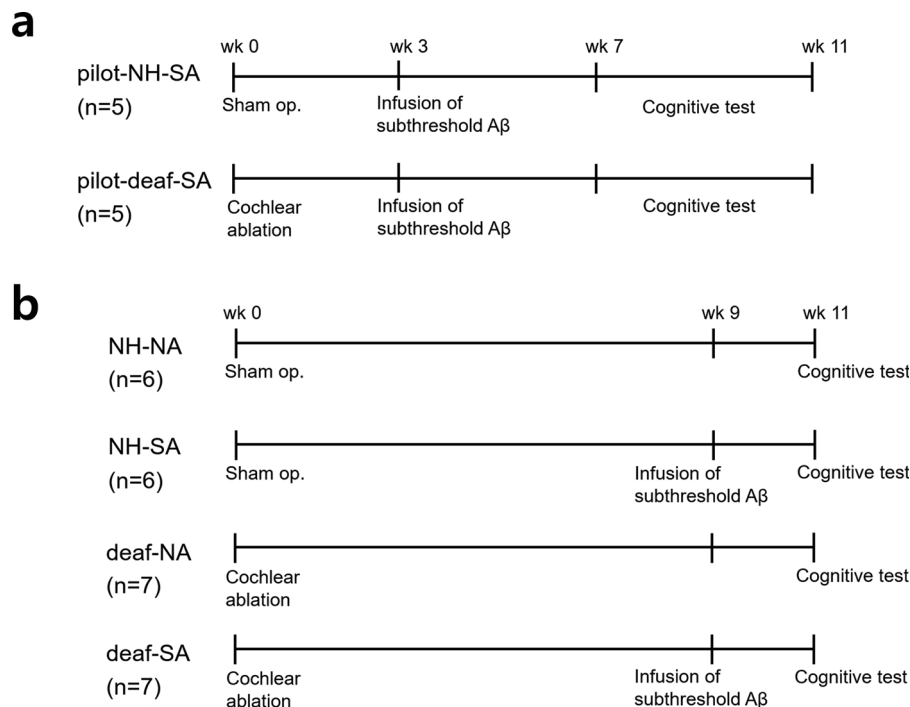 a
wk 0 wk 3 wk 7 wk 11
pilot-NH-SA
(n=5)
Sham op.
Infusion of
subthreshold Aβ
Cognitive test
pilot-deaf-SA
(n=5)
Cochlear
ablation
Infusion of
subthreshold Aβ
Cognitive test
b
wk 0 wk 9 wk 11
NH-NA
(n=6)
Sham op.
Cognitive test
NH-SA
(n=6)
Sham op.
Infusion of
subthreshold Aβ
Cognitive test
deaf-NA
(n=7)
Cochlear
ablation
Cognitive test
deaf-SA
(n=7)
Cochlear
ablation
Infusion of
subthreshold Aβ
Cognitive test